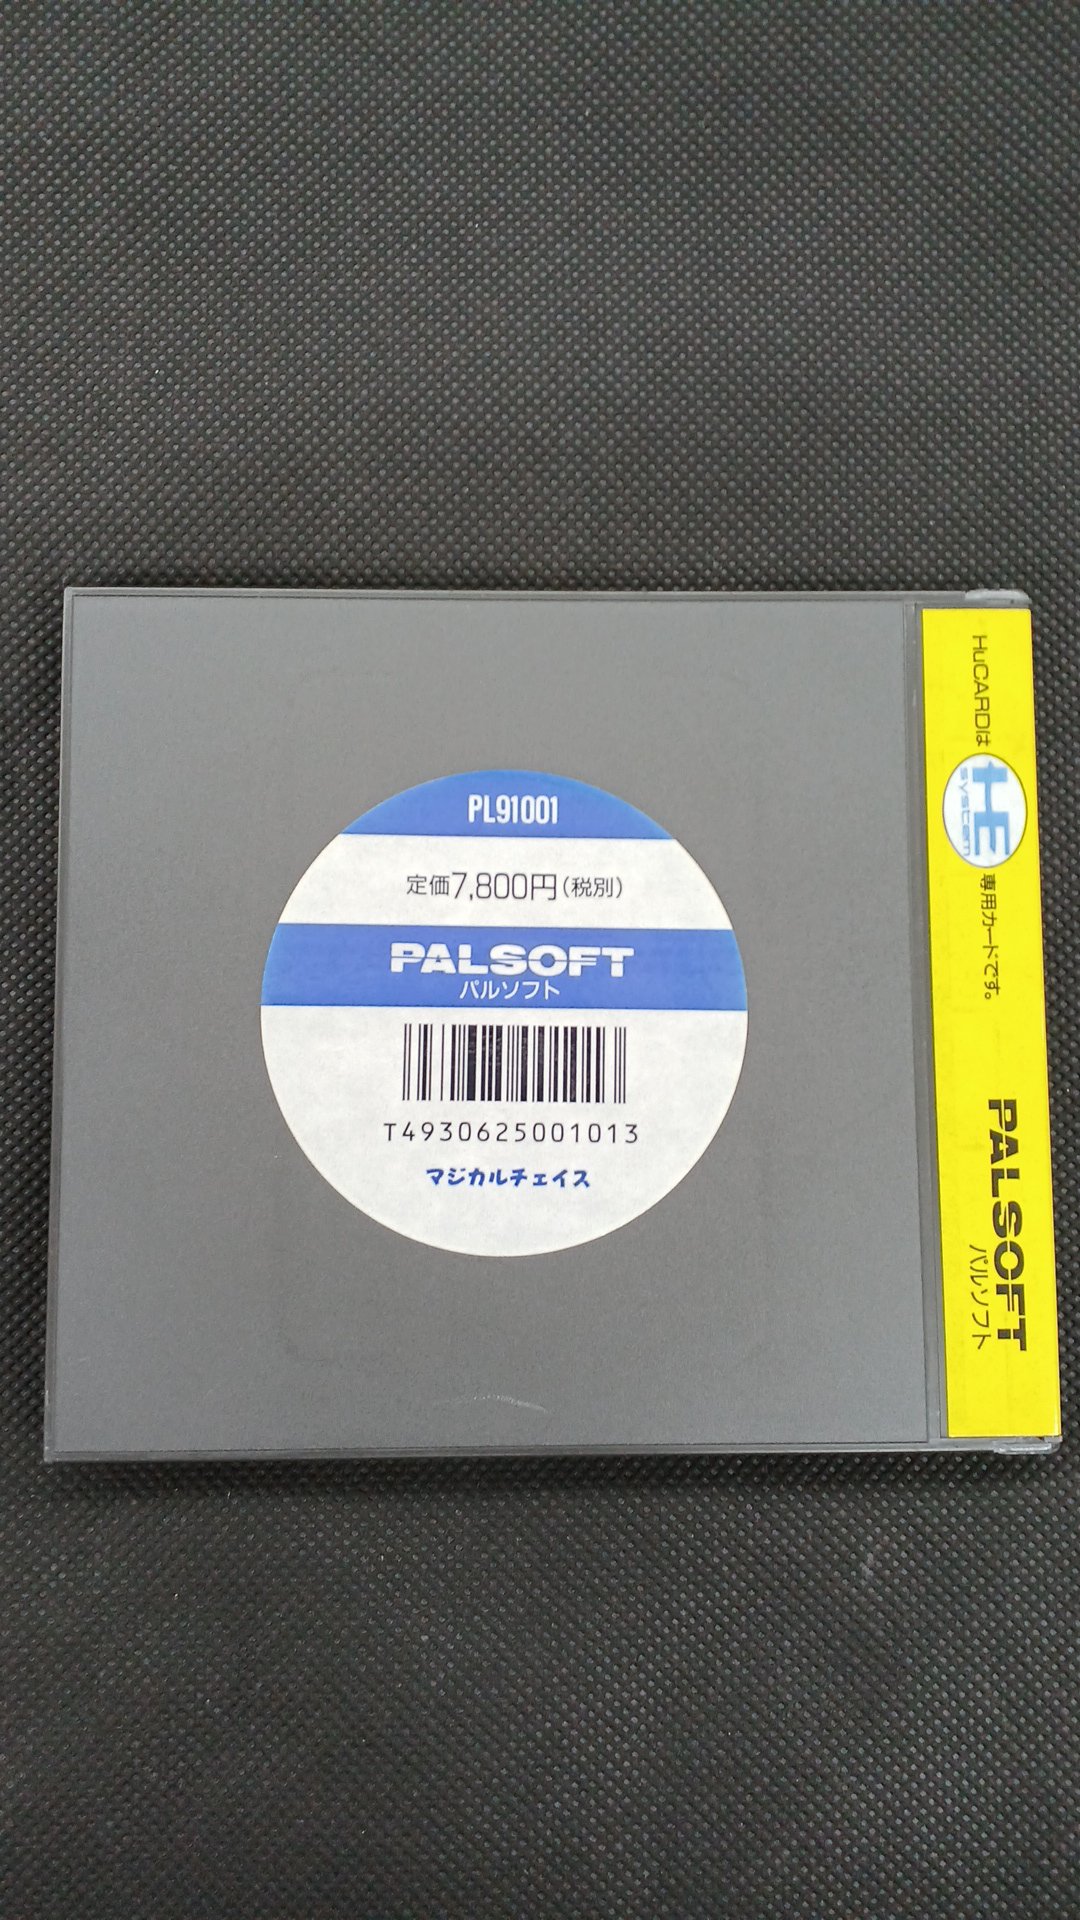 PL91001
定価7,800円(税別)
PALSOFT
パルソフト
T4930625001013
マジカルチェイス
HuCARDは HE system 専用カードです。
PALSOFT
パルソフト